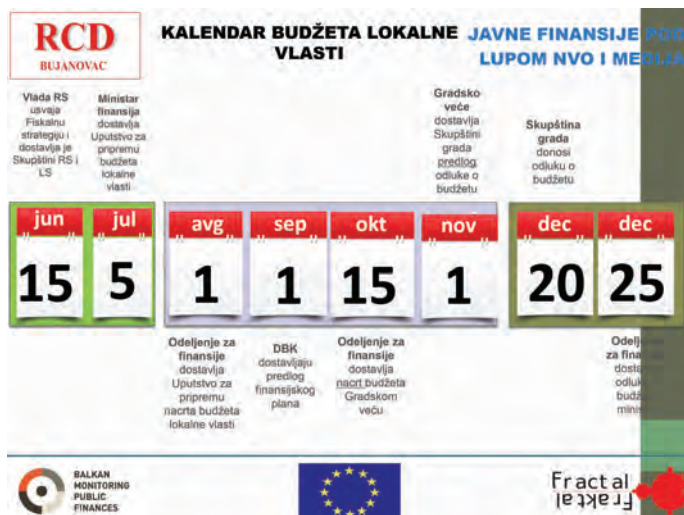 RCD
BUJANOVAC
KALENDAR BUDŽETA LOKALNE
VLASTI
JAVNE FINANSIJE POD
LUPOM NVO I MEDIJA
Vlada RS
usvaja
Fiskalnu
strategiju i
dostavlja je
Skupštini RS i
LS
Ministar
finansija
dostavlja
Uputstvo za
pripremu
budžeta
lokalne
vlasti
Gradsko
veće
dostavlja
Skupštini
grada
predlog
odluke o
budžetu
Skupština
grada
donosi
odluku o
budžetu
jun
15
jul
5
avg
1
sep
1
okt
15
nov
1
dec
20
dec
25
Odeljenje za
finansije
dostavlja
Uputstvo za
pripremu
nacrta budžeta
lokalne vlasti
DBK
dostavljaju
predlog
finansijskog
plana
Odeljenje za
finansije
dostavlja
nacrt budžeta
Gradskom
veću
za
BALKAN
MONITORING
PUBLIC
FINANCES
Fractal
Fraktal